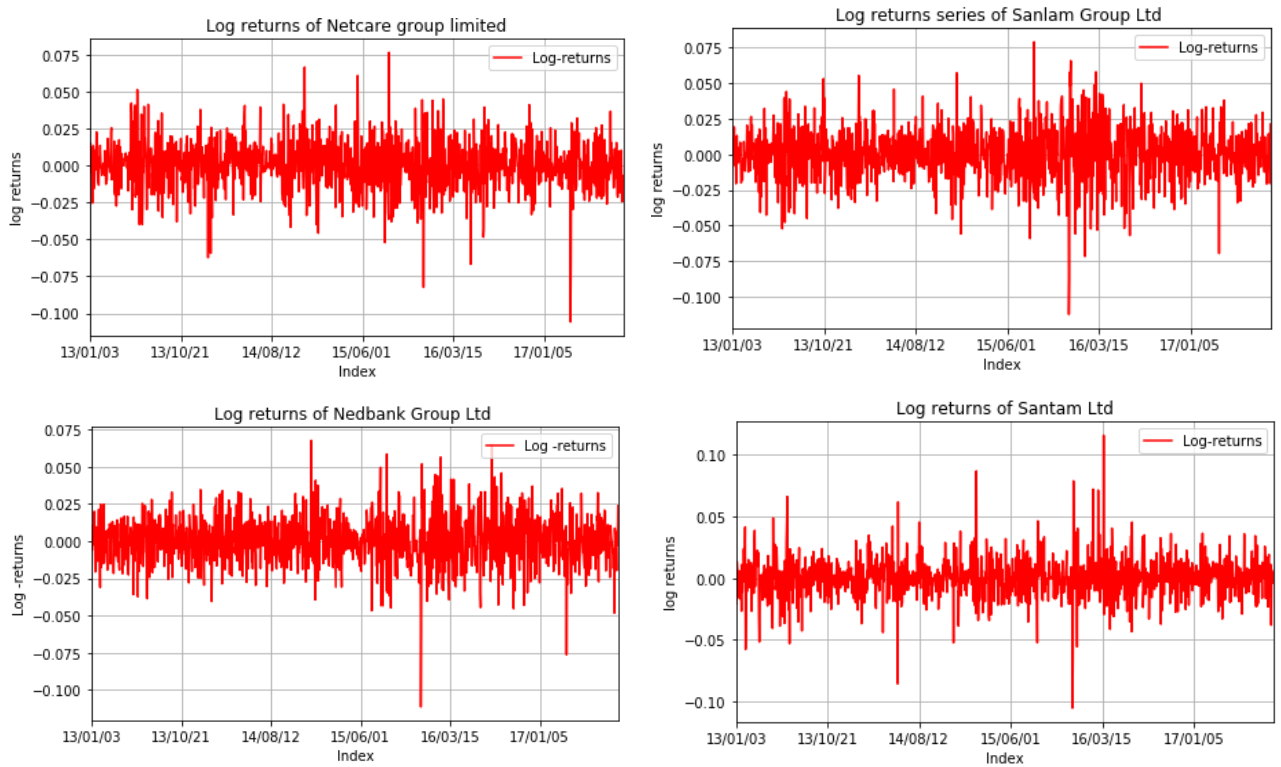 Log returns of Netcare group limited
Log-returns
0.075
0.050
0.025
0.000
−0.025
−0.050
−0.075
−0.100
log returns
13/01/03 13/10/21 14/08/12 15/06/01 16/03/15 17/01/05
Index
Log returns series of Sanlam Group Ltd
Log-returns
0.075
0.050
0.025
0.000
−0.025
−0.050
−0.075
−0.100
log returns
13/01/03 13/10/21 14/08/12 15/06/01 16/03/15 17/01/05
Index
Log returns of Nedbank Group Ltd
Log -returns
0.075
0.050
0.025
0.000
−0.025
−0.050
−0.075
−0.100
Log -returns
13/01/03 13/10/21 14/08/12 15/06/01 16/03/15 17/01/05
Index
Log returns of Santam Ltd
Log-returns
0.10
0.05
0.00
−0.05
−0.10
log returns
13/01/03 13/10/21 14/08/12 15/06/01 16/03/15 17/01/05
Index